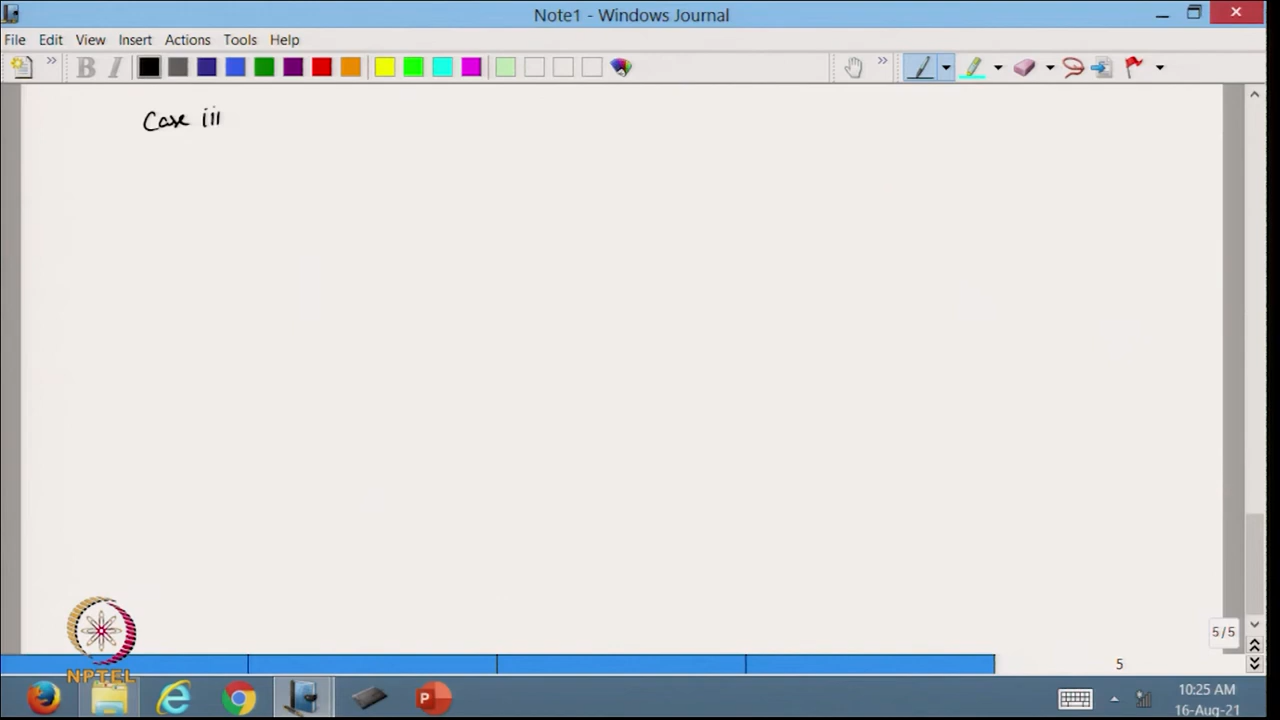 Note1 - Windows Journal
File Edit View Insert Actions Tools Help
B I
Case iii
5/5
5
NPTEL
10:25 AM
16-Aug-21